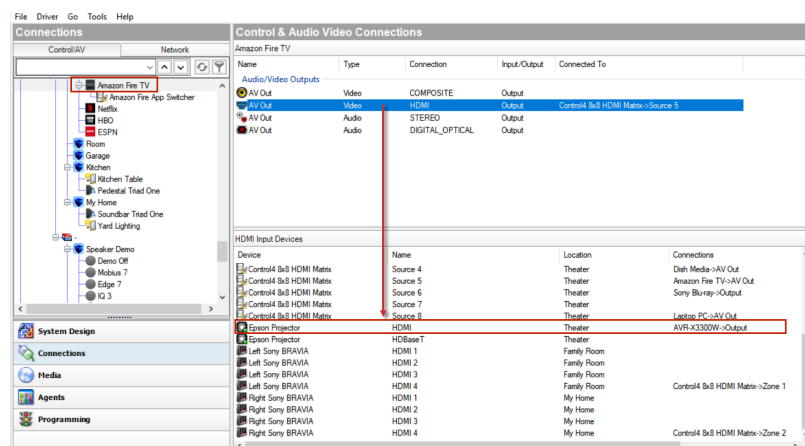 File Driver Go Tools Help
Connections
Control/AV Network
Amazon Fire TV
Amazon Fire App Switcher
Netflix
HBO
ESPN
Room
Garage
Kitchen
Kitchen Table
Pedestal Triad One
My Home
Soundbar Triad One
Yard Lighting
-
Speaker Demo
Demo Off
Mobius 7
Edge 7
IQ 3
System Design
Connections
Media
Agents
Programming
Control & Audio Video Connections
Amazon Fire TV
Name Type Connection Input/Output Connected To
Audio/Video Outputs
AV Out Video COMPOSITE Output
AV Out Video HDMI Output Control4 8x8 HDMI Matrix->Source 5
AV Out Audio STEREO Output
AV Out Audio DIGITAL_OPTICAL Output
HDMI Input Devices
Device Name Location Connections
Control4 8x8 HDMI Matrix Source 4 Theater Dish Media->AV Out
Control4 8x8 HDMI Matrix Source 5 Theater Amazon Fire TV->AV Out
Control4 8x8 HDMI Matrix Source 6 Theater Sony Blu-ray->Output
Control4 8x8 HDMI Matrix Source 7 Theater
Control4 8x8 HDMI Matrix Source 8 Theater Laptop PC->AV Out
Epson Projector HDMI Theater AVR-X3300W->Output
Epson Projector HDBaseT Theater
Left Sony BRAVIA HDMI 1 Family Room
Left Sony BRAVIA HDMI 2 Family Room
Left Sony BRAVIA HDMI 3 Family Room
Left Sony BRAVIA HDMI 4 Family Room Control4 8x8 HDMI Matrix->Zone 1
Right Sony BRAVIA HDMI 1 My Home
Right Sony BRAVIA HDMI 2 My Home
Right Sony BRAVIA HDMI 3 My Home
Right Sony BRAVIA HDMI 4 My Home Control4 8x8 HDMI Matrix->Zone 2